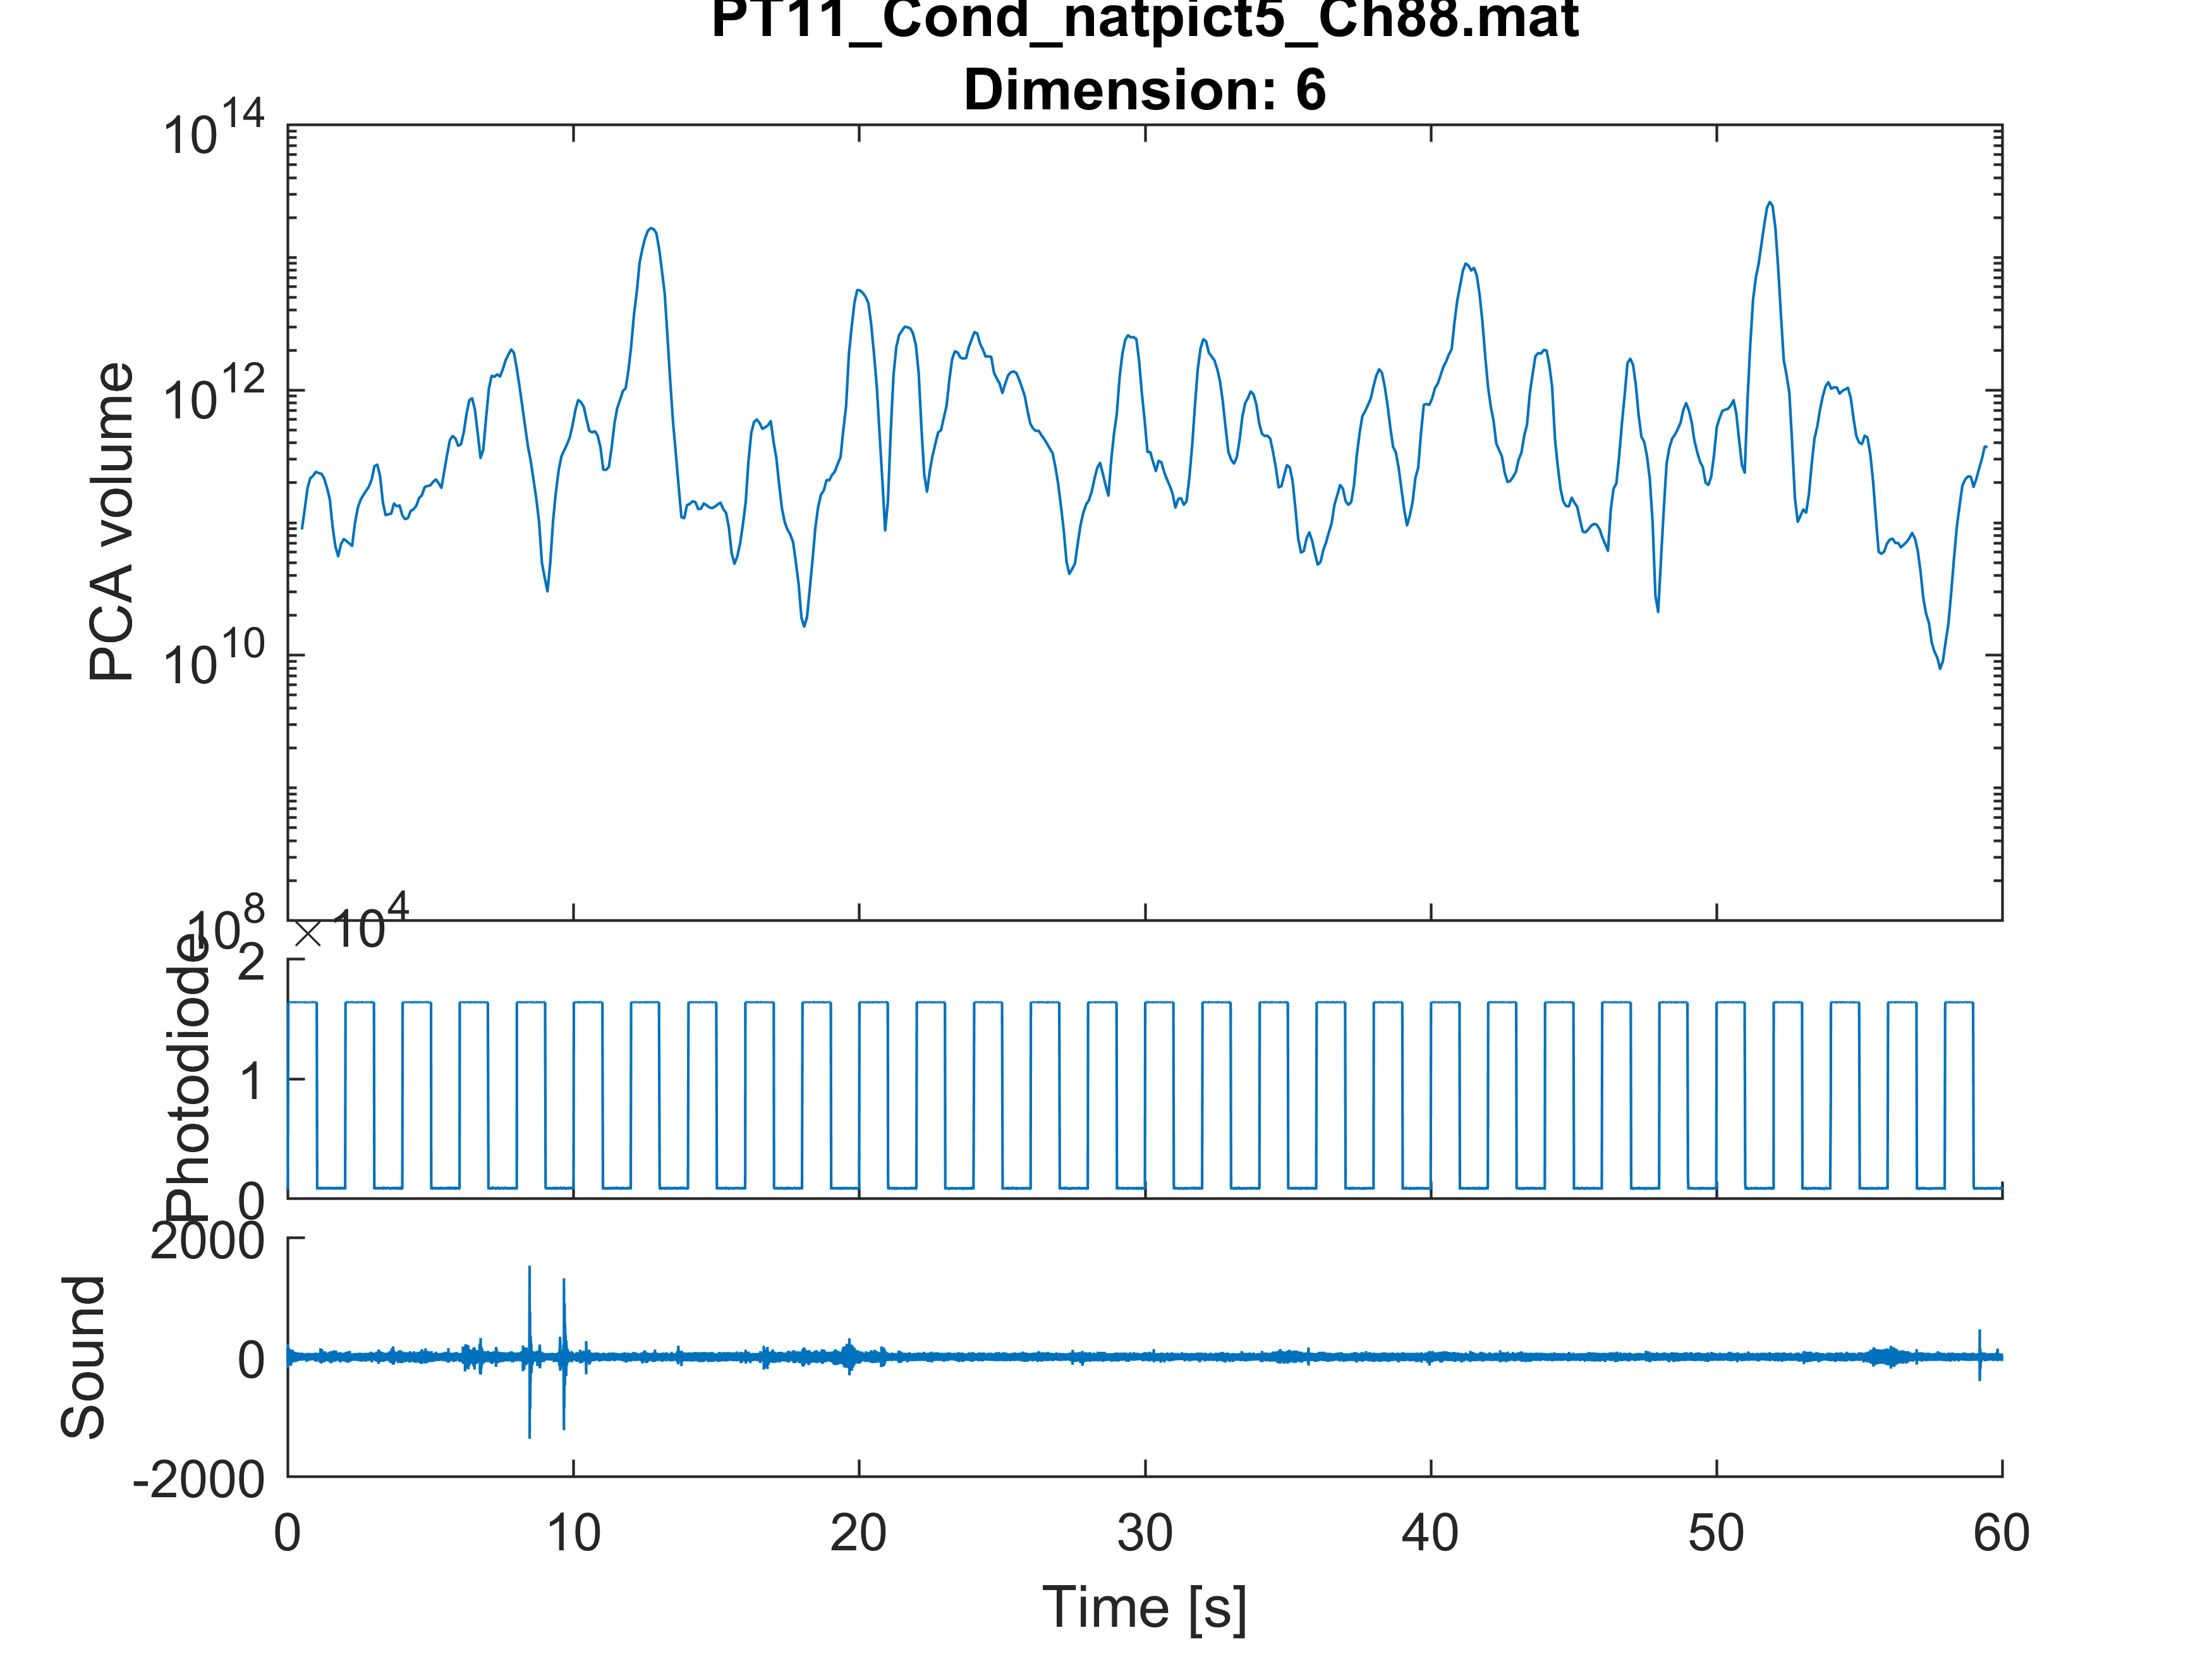 PT11_Cond_natpict5_Ch88.mat
Dimension: 6
PCA volume
10^14
10^12
10^10
10^8
× 10^4
Photodiode
2
1
0
Sound
2000
0
-2000
0 10 20 30 40 50 60
Time [s]